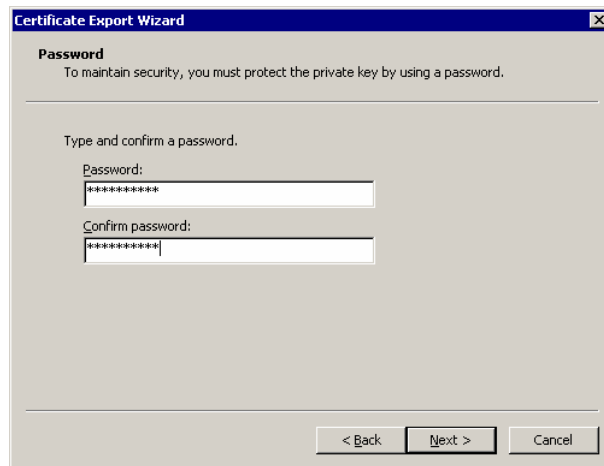 Certificate Export Wizard
Password
To maintain security, you must protect the private key by using a password.
Type and confirm a password.
Password:
**********
Confirm password:
**********
< Back Next > Cancel